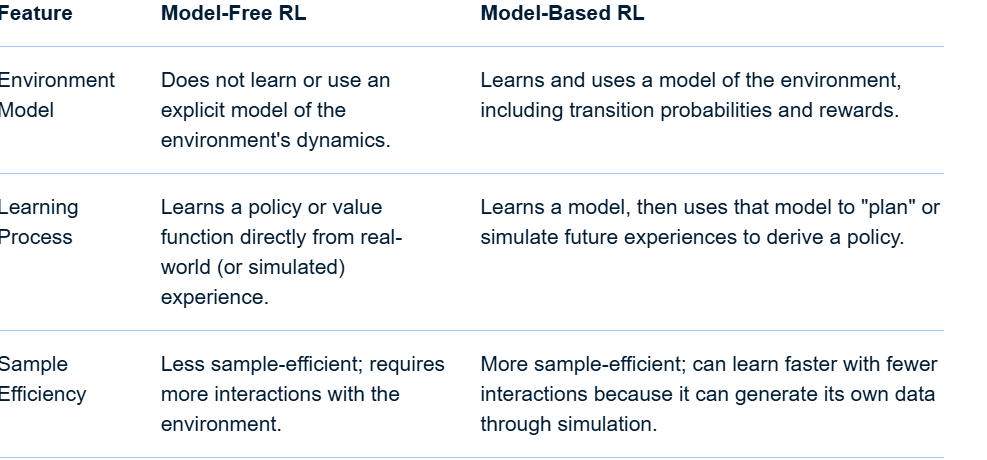 Feature Model-Free RL Model-Based RL
Environment Does not learn or use an Learns and uses a model of the environment,
Model explicit model of the including transition probabilities and rewards.
environment's dynamics.
Learning Learns a policy or value Learns a model, then uses that model to "plan" or
Process function directly from real- simulate future experiences to derive a policy.
world (or simulated)
experience.
Sample Less sample-efficient; requires More sample-efficient; can learn faster with fewer
Efficiency more interactions with the interactions because it can generate its own data
environment. through simulation.